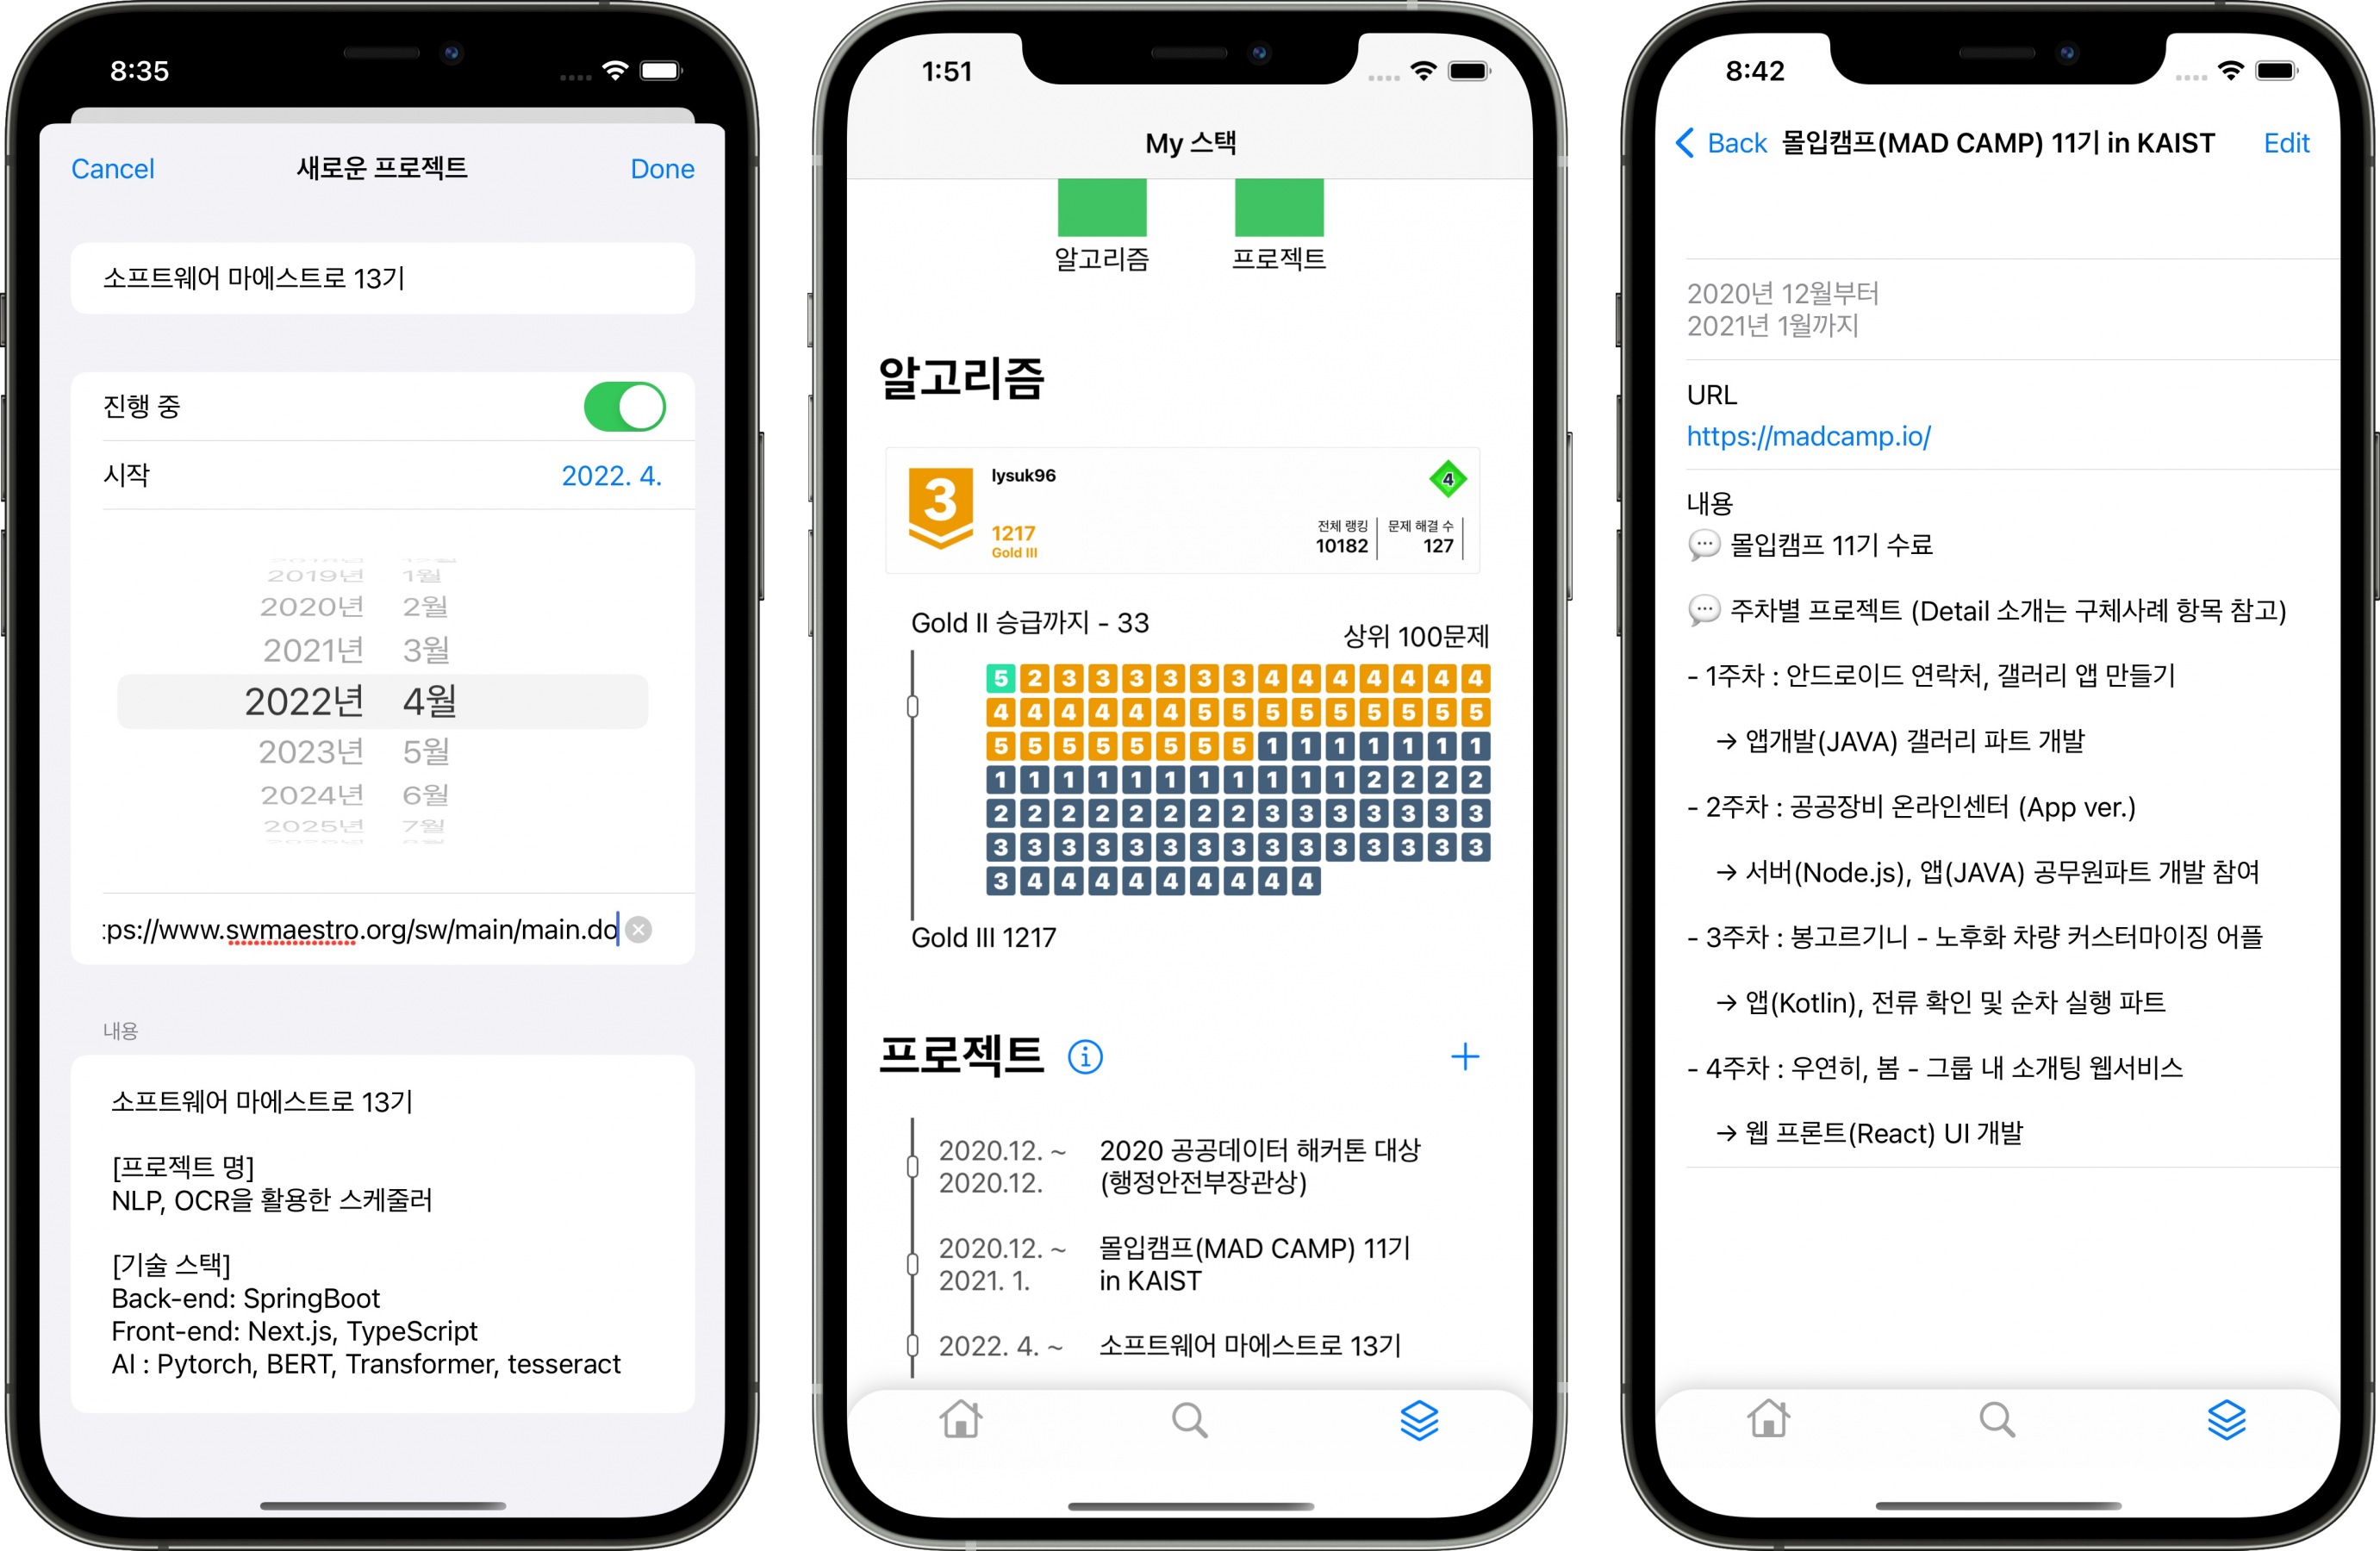 8:35
Cancel
새로운 프로젝트
Done
소프트웨어 마에스트로 13기
진행 중
시작
2022. 4.
2019년 1월
2020년 2월
2021년 3월
2022년 4월
2023년 5월
2024년 6월
2025년 7월
ps://www.swmaestro.org/sw/main/main.do
내용
소프트웨어 마에스트로 13기
[프로젝트 명]
NLP, OCR을 활용한 스케줄러
[기술 스택]
Back-end: SpringBoot
Front-end: Next.js, TypeScript
AI : Pytorch, BERT, Transformer, tesseract
1:51
My 스택
알고리즘
프로젝트
알고리즘
3
lysuk96
4
1217
Gold III
전체 랭킹
10182
문제 해결 수
127
Gold II 승급까지 - 33
상위 100문제
5 2 3 3 3 3 3 3 4 4 4 4 4 4 4
4 4 4 4 4 4 5 5 5 5 5 5 5 5 5
5 5 5 5 5 5 5 5 1 1 1 1 1 1 1
1 1 1 1 1 1 1 1 1 1 1 2 2 2 2
2 2 2 2 2 2 2 2 3 3 3 3 3 3 3
3 3 3 3 3 3 3 3 3 3 3 3 3 3 3
3 4 4 4 4 4 4 4 4 4
Gold III 1217
프로젝트
2020.12. ~
2020.12.
2020 공공데이터 해커톤 대상
(행정안전부장관상)
2020.12. ~
2021. 1.
몰입캠프(MAD CAMP) 11기
in KAIST
2022. 4. ~
소프트웨어 마에스트로 13기
8:42
Back
몰입캠프(MAD CAMP) 11기 in KAIST
Edit
2020년 12월부터
2021년 1월까지
URL
https://madcamp.io/
내용
💬 몰입캠프 11기 수료
💬 주차별 프로젝트 (Detail 소개는 구체사례 항목 참고)
- 1주차 : 안드로이드 연락처, 갤러리 앱 만들기
→ 앱개발(JAVA) 갤러리 파트 개발
- 2주차 : 공공장비 온라인센터 (App ver.)
→ 서버(Node.js), 앱(JAVA) 공무원파트 개발 참여
- 3주차 : 봉고르기니 - 노후화 차량 커스터마이징 어플
→ 앱(Kotlin), 전류 확인 및 순차 실행 파트
- 4주차 : 우연히, 봄 - 그룹 내 소개팅 웹서비스
→ 웹 프론트(React) UI 개발